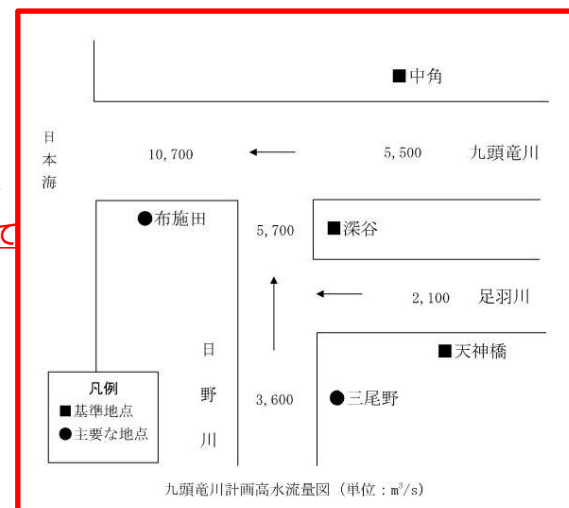 ■中角
日本海
10,700
5,500
九頭竜川
●布施田
5,700
■深谷
2,100
足羽川
■天神橋
日野川
3,600
●三尾野
凡例
■基準地点
●主要な地点
九頭竜川計画高水流量図（単位：m³/s）
で